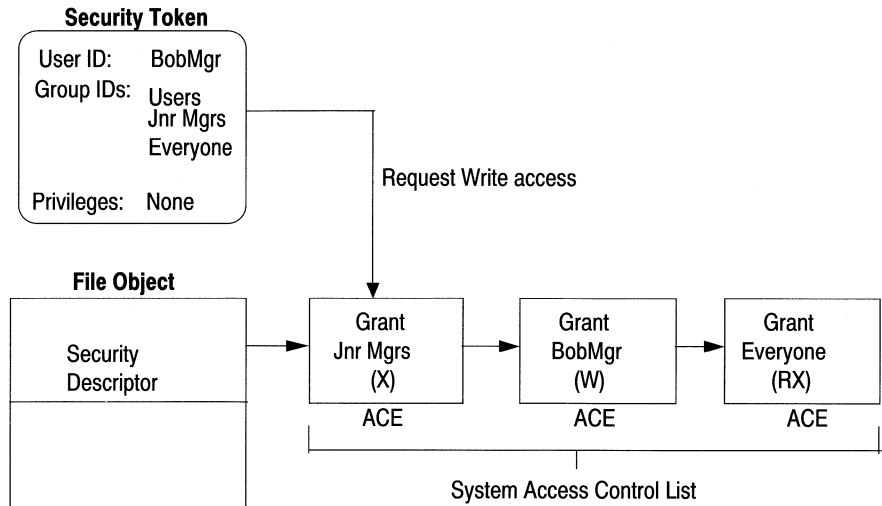 Security Token
User ID: BobMgr
Group IDs: Users
Jnr Mgrs
Everyone
Privileges: None
Request Write access
File Object
Security
Descriptor
Grant
Jnr Mgrs
(X)
ACE
Grant
BobMgr
(W)
ACE
Grant
Everyone
(RX)
ACE
System Access Control List